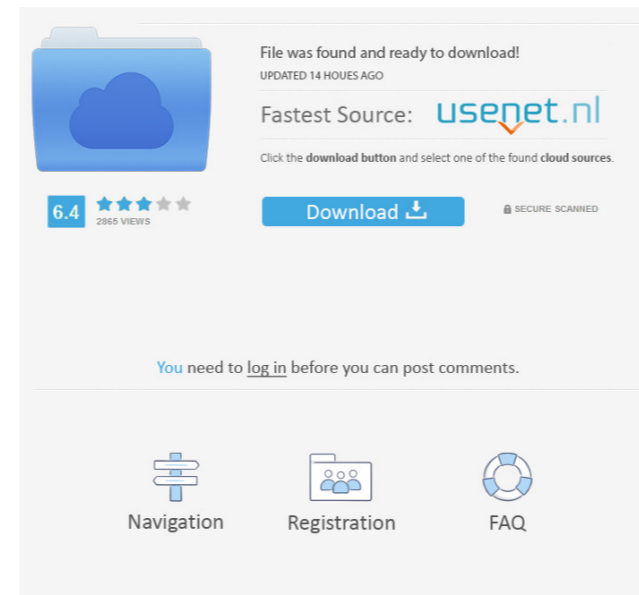 File was found and ready to download!
UPDATED 14 HOUES AGO
Fastest Source: usenet.nl
Click the download button and select one of the found cloud sources.
6.4
2865 VIEWS
Download
SECURE SCANNED
You need to log in before you can post comments.
Navigation Registration FAQ